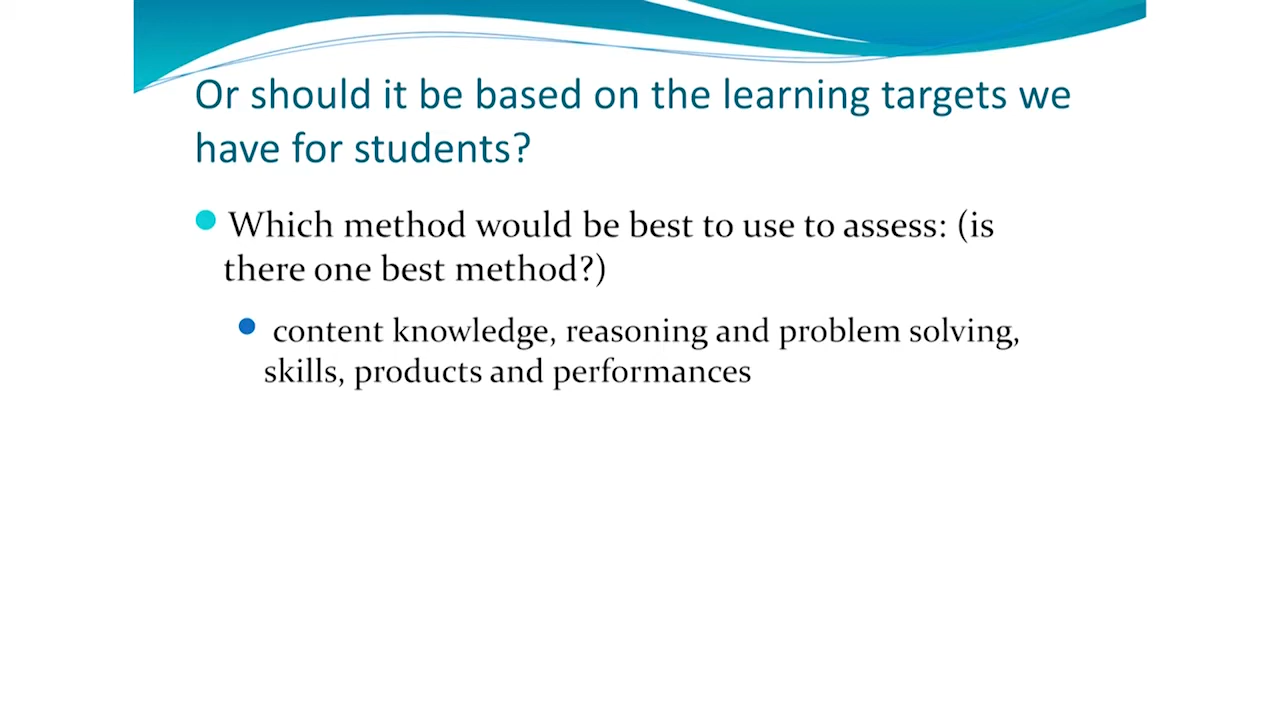 Or should it be based on the learning targets we
have for students?
Which method would be best to use to assess: (is
there one best method?)
content knowledge, reasoning and problem solving,
skills, products and performances